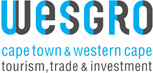 wesgro
cape town & western cape
tourism, trade & investment